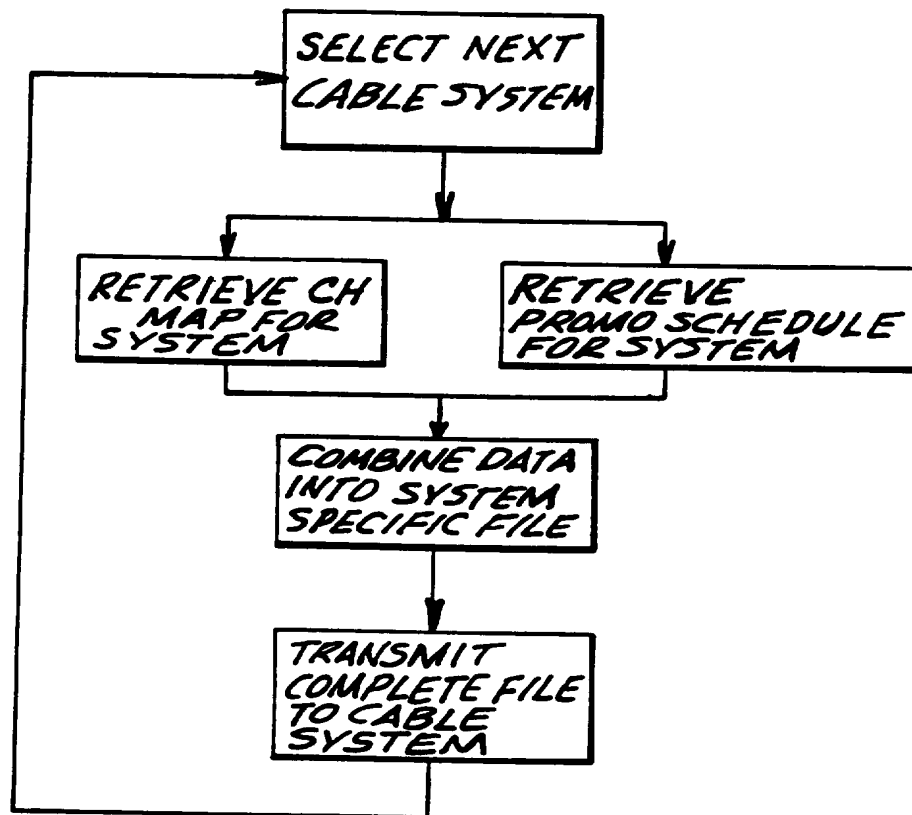 SELECT NEXT
CABLE SYSTEM
RETRIEVE CH
MAP FOR
SYSTEM
RETRIEVE
PROMO SCHEDULE
FOR SYSTEM
COMBINE DATA
INTO SYSTEM
SPECIFIC FILE
TRANSMIT
COMPLETE FILE
TO CABLE
SYSTEM